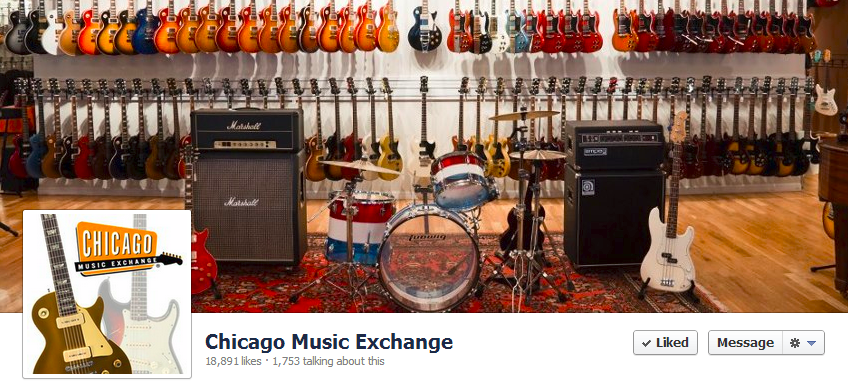 Marshall
Marshall
Ampeg
Ludwig
CHICAGO
MUSIC EXCHANGE
Chicago Music Exchange
18,891 likes · 1,753 talking about this
Liked
Message